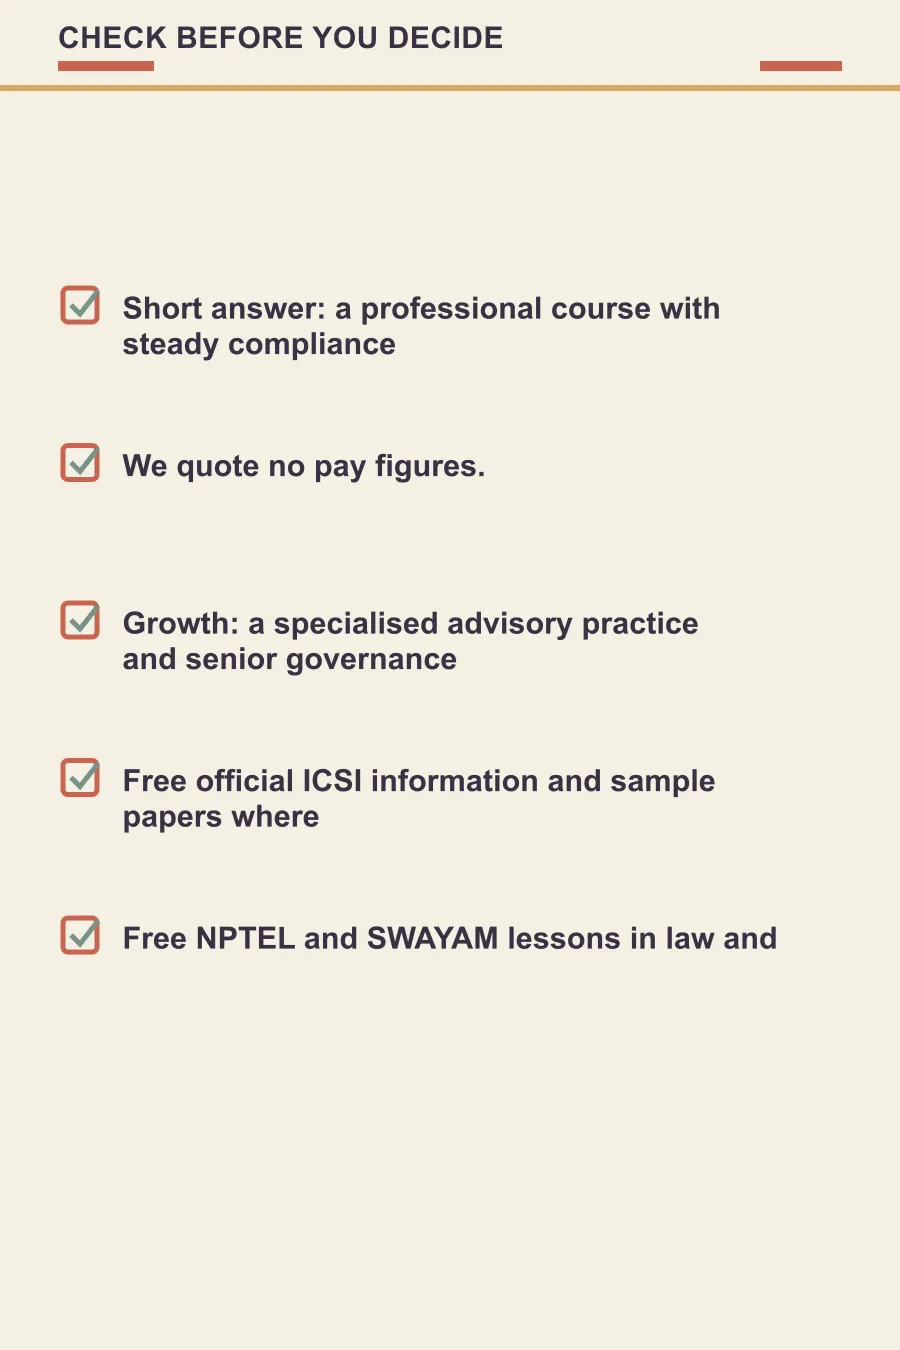 CHECK BEFORE YOU DECIDE
Short answer: a professional course with
steady compliance
We quote no pay figures.
Growth: a specialised advisory practice
and senior governance
Free official ICSI information and sample
papers where
Free NPTEL and SWAYAM lessons in law and